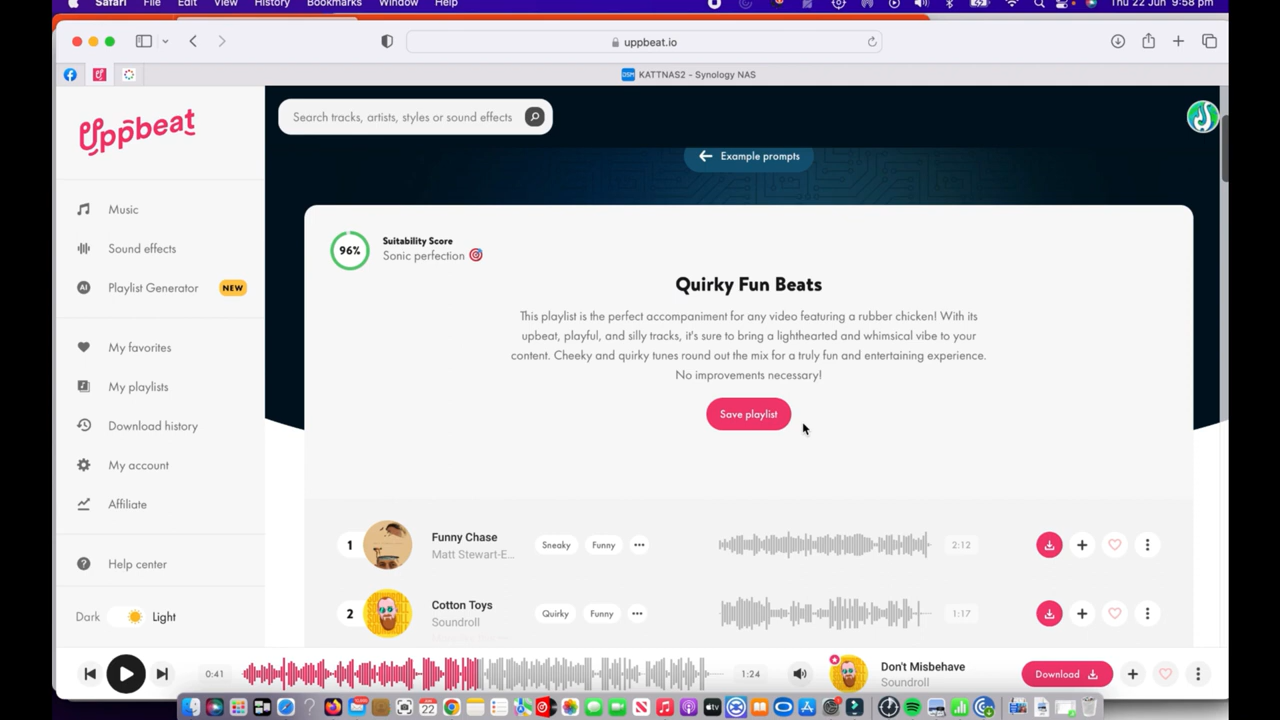 Safari File Edit View History Bookmarks Window Help
Thu 22 Jun 9:58 pm
uppbeat.io
KATTNAS2 - Synology NAS
Uppbeat
Search tracks, artists, styles or sound effects
Example prompts
Music
Sound effects
Playlist Generator NEW
My favorites
My playlists
Download history
My account
Affiliate
Help center
Dark Light
96%
Suitability Score
Sonic perfection
Quirky Fun Beats
This playlist is the perfect accompaniment for any video featuring a rubber chicken! With its
upbeat, playful, and silly tracks, it's sure to bring a lighthearted and whimsical vibe to your
content. Cheeky and quirky tunes round out the mix for a truly fun and entertaining experience.
No improvements necessary!
Save playlist
1 Funny Chase Sneaky Funny 2:12
Matt Stewart-E...
2 Cotton Toys Quirky Funny 1:17
Soundroll
0:41 1:24
Don't Misbehave
Soundroll
Download